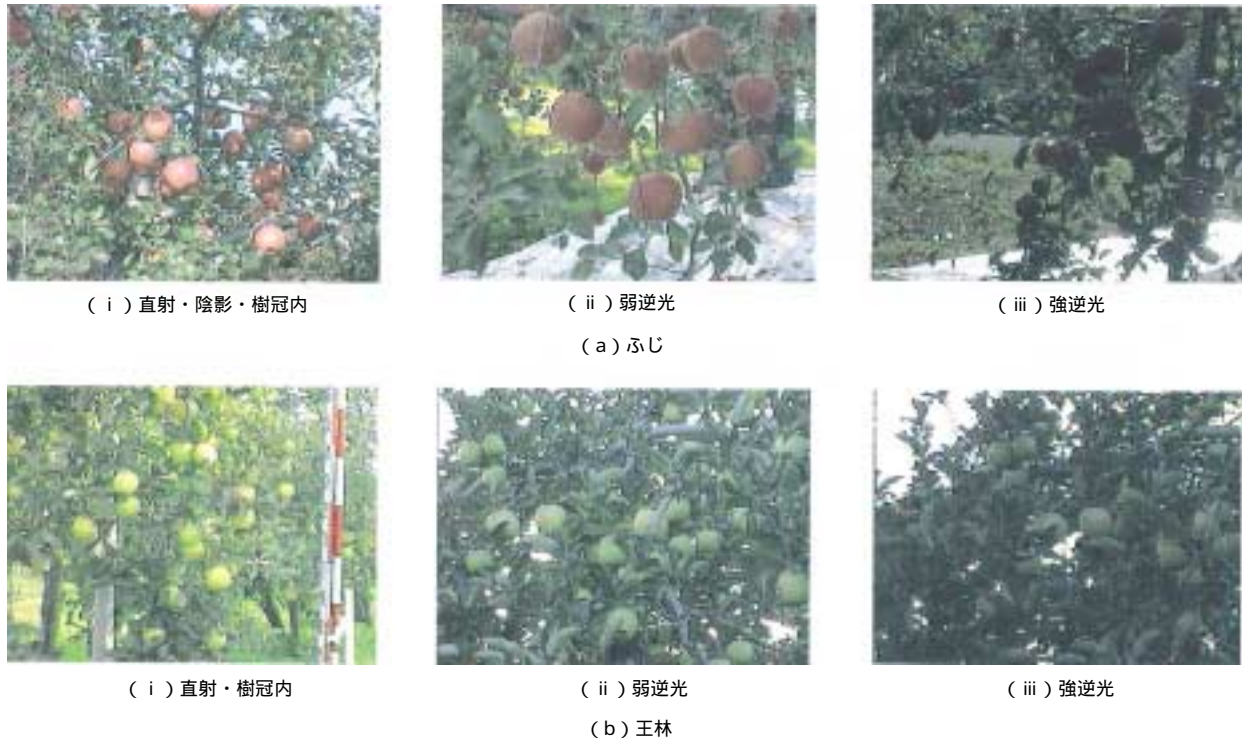 ( i ) 直射・陰影・樹冠内
( ii ) 弱逆光
( iii ) 強逆光
( a ) ふじ
( i ) 直射・樹冠内
( ii ) 弱逆光
( iii ) 強逆光
( b ) 王林